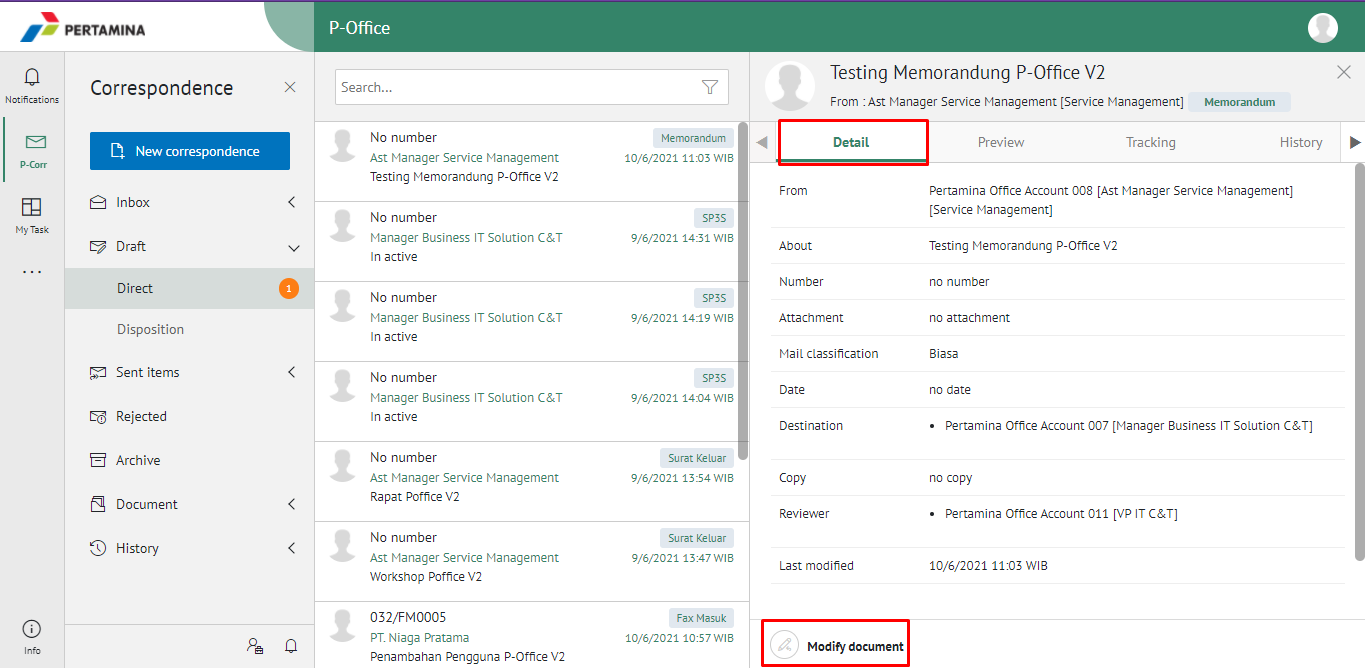 PERTAMINA
P-Office
Notifications
P-Corr
My Task
...
Info
Correspondence
New correspondence
Inbox
Draft
Direct
1
Disposition
Sent items
Rejected
Archive
Document
History
Search...
No number
Memorandum
Ast Manager Service Management
10/6/2021 11:03 WIB
Testing Memorandung P-Office V2
No number
SP3S
Manager Business IT Solution C&T
9/6/2021 14:31 WIB
In active
No number
SP3S
Manager Business IT Solution C&T
9/6/2021 14:19 WIB
In active
No number
SP3S
Manager Business IT Solution C&T
9/6/2021 14:04 WIB
In active
No number
Surat Keluar
Ast Manager Service Management
9/6/2021 13:54 WIB
Rapat Poffice V2
No number
Surat Keluar
Ast Manager Service Management
9/6/2021 13:47 WIB
Workshop Poffice V2
032/FM0005
Fax Masuk
PT. Niaga Pratama
10/6/2021 10:57 WIB
Penambahan Pengguna P-Office V2
Testing Memorandung P-Office V2
From : Ast Manager Service Management [Service Management]
Memorandum
Detail
Preview
Tracking
History
From
Pertamina Office Account 008 [Ast Manager Service Management]
[Service Management]
About
Testing Memorandung P-Office V2
Number
no number
Attachment
no attachment
Mail classification
Biasa
Date
no date
Destination
• Pertamina Office Account 007 [Manager Business IT Solution C&T]
Copy
no copy
Reviewer
• Pertamina Office Account 011 [VP IT C&T]
Last modified
10/6/2021 11:03 WIB
Modify document